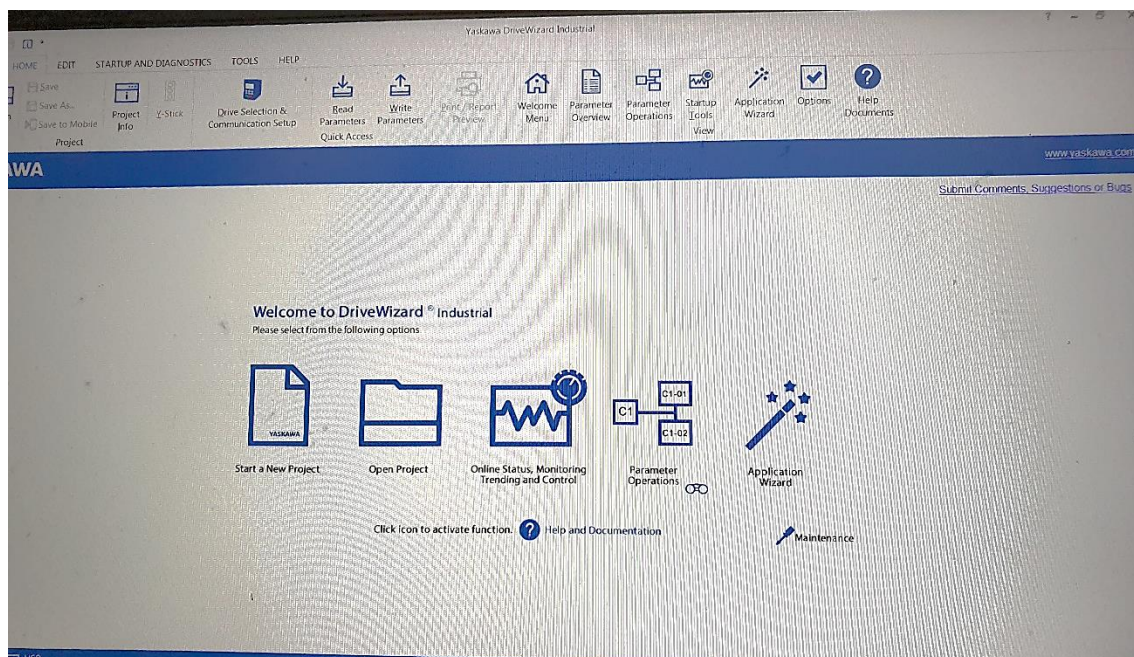 Yaskawa DriveWizard Industrial
HOME EDIT STARTUP AND DIAGNOSTICS TOOLS HELP
Save
Save As..
Save to Mobile
Project
Project Info
Y-Stick
Drive Selection &
Communication Setup
Read
Parameters
Write
Parameters
Quick Access
Print / Report
Preview
Welcome
Menu
Parameter
Overview
Parameter
Operations
Startup
Tools
View
Application
Wizard
Options
Help
Documents
AWA
www.yaskawa.com
Submit Comments, Suggestions or Bugs
Welcome to DriveWizard ® Industrial
Please select from the following options
YASKAWA
C1
C1-01
C1-02
Start a New Project
Open Project
Online Status, Monitoring
Trending and Control
Parameter
Operations
Application
Wizard
Click icon to activate function.
? Help and Documentation
Maintenance